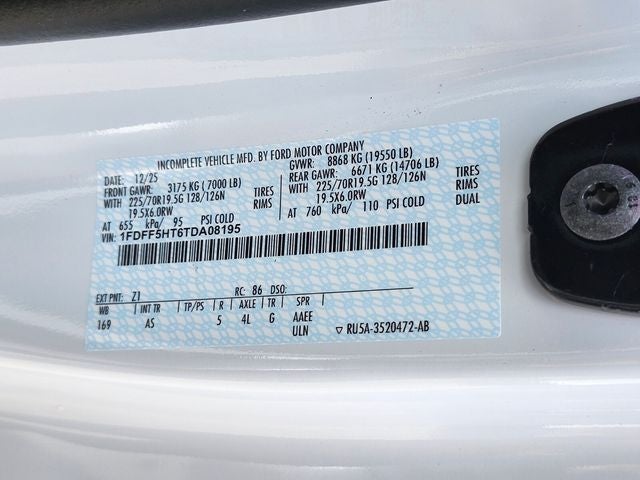 INCOMPLETE VEHICLE MFD. BY FORD MOTOR COMPANY
DATE: 12/25 GVWR: 8868 KG (19550 LB)
FRONT GAWR: 3175 KG (7000 LB) REAR GAWR: 6671 KG (14706 LB)
WITH 225/70R19.5G 128/126N TIRES WITH 225/70R19.5G 128/126N TIRES
19.5X6.0RW RIMS 19.5X6.0RW RIMS
AT 655 kPa/ 95 PSI COLD AT 760 kPa/ 110 PSI COLD DUAL
VIN: 1FDFF5HT6TDA08195
EXT PNT: Z1 RC: 86 DSO:
WB INT TR TP/PS R AXLE TR SPR
169 AS 5 4L G AAEE
ULN RU5A-3520472-AB